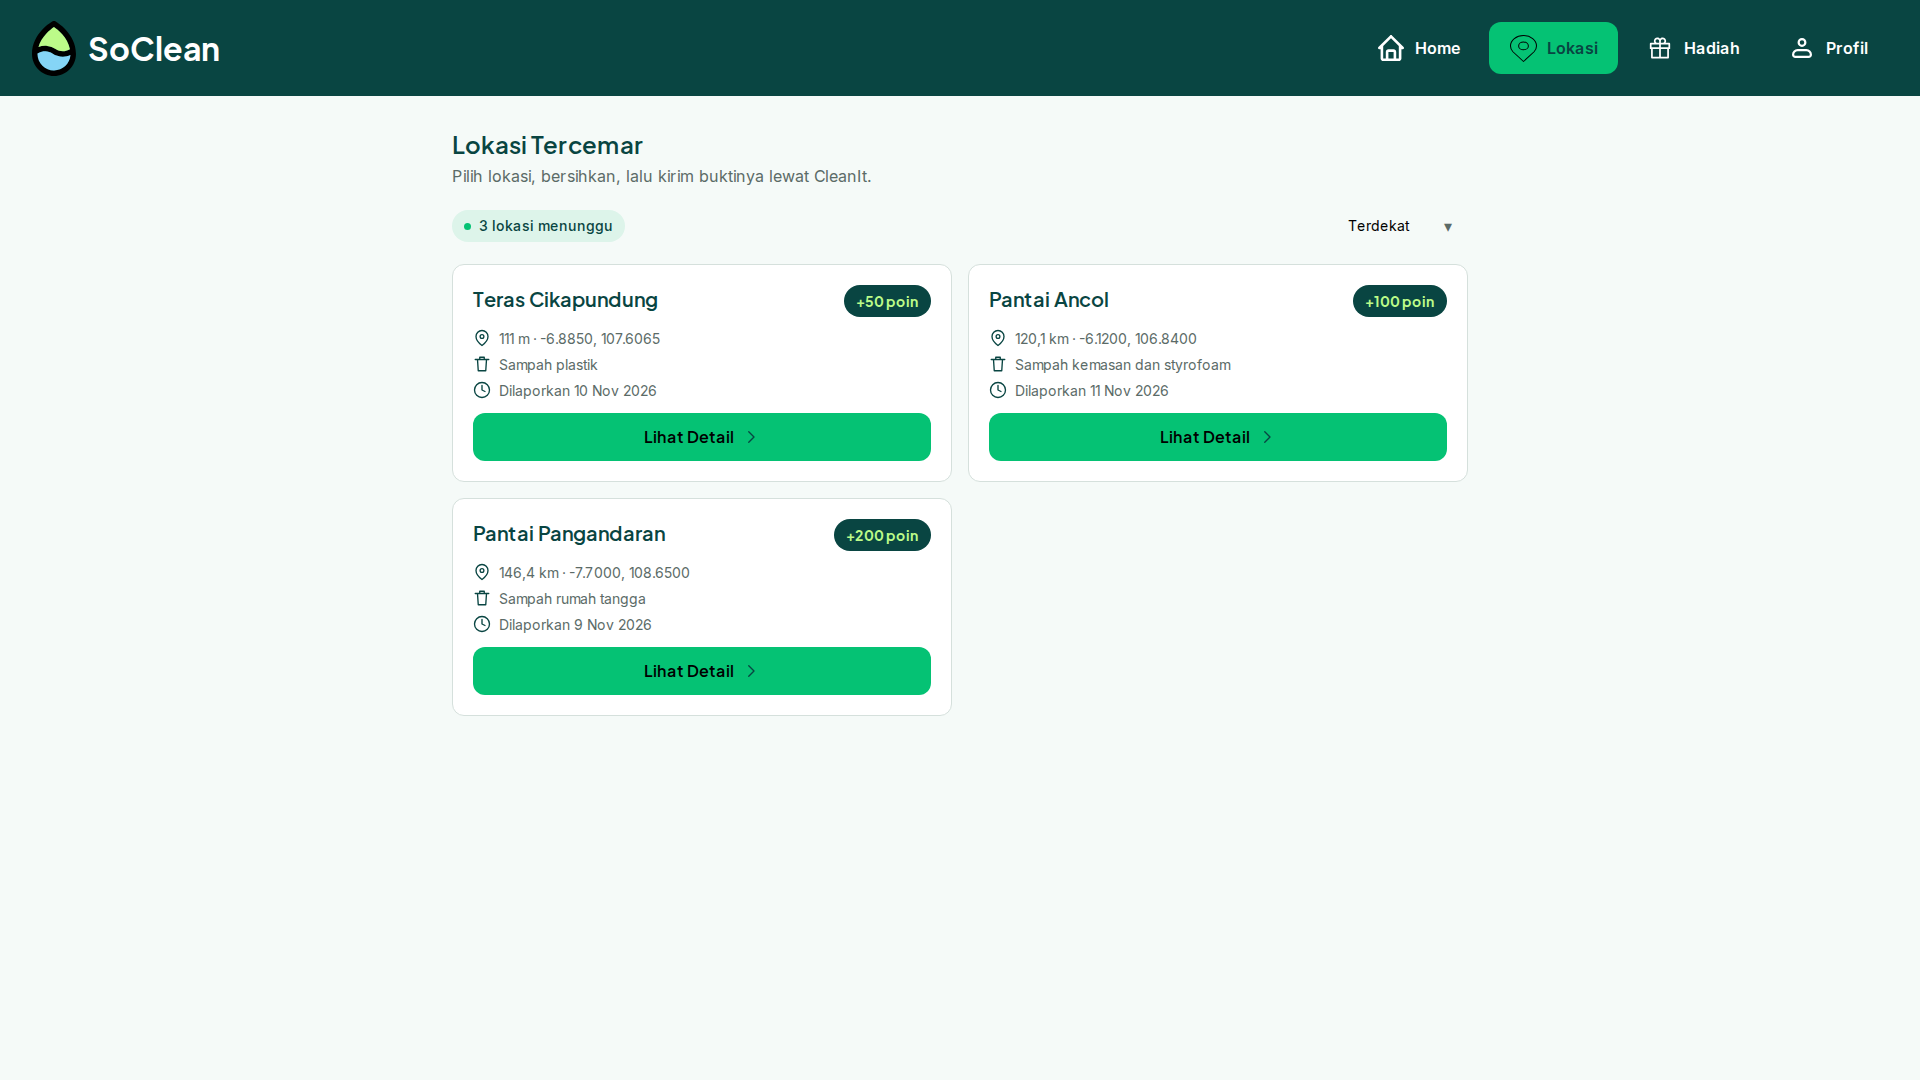 SoClean
Home
Lokasi
Hadiah
Profil
Lokasi Tercemar
Pilih lokasi, bersihkan, lalu kirim buktinya lewat CleanIt.
3 lokasi menunggu
Terdekat
Teras Cikapundung
+50 poin
111 m · -6.8850, 107.6065
Sampah plastik
Dilaporkan 10 Nov 2026
Lihat Detail
Pantai Ancol
+100 poin
120,1 km · -6.1200, 106.8400
Sampah kemasan dan styrofoam
Dilaporkan 11 Nov 2026
Lihat Detail
Pantai Pangandaran
+200 poin
146,4 km · -7.7000, 108.6500
Sampah rumah tangga
Dilaporkan 9 Nov 2026
Lihat Detail